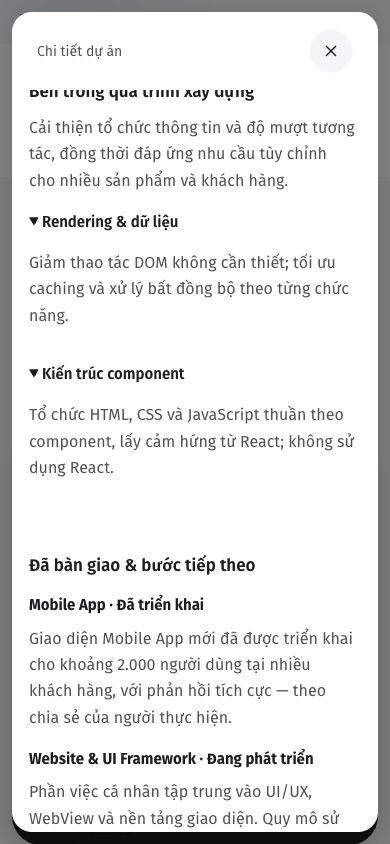 Chi tiết dự án
Bên trong quá trình xây dựng
Cải thiện tổ chức thông tin và độ mượt tương
tác, đồng thời đáp ứng nhu cầu tùy chỉnh
cho nhiều sản phẩm và khách hàng.
▼ Rendering & dữ liệu
Giảm thao tác DOM không cần thiết; tối ưu
caching và xử lý bất đồng bộ theo từng chức
năng.
▼ Kiến trúc component
Tổ chức HTML, CSS và JavaScript thuần theo
component, lấy cảm hứng từ React; không sử
dụng React.
Đã bàn giao & bước tiếp theo
Mobile App · Đã triển khai
Giao diện Mobile App mới đã được triển khai
cho khoảng 2.000 người dùng tại nhiều
khách hàng, với phản hồi tích cực — theo
chia sẻ của người thực hiện.
Website & UI Framework · Đang phát triển
Phần việc cá nhân tập trung vào UI/UX,
WebView và nền tảng giao diện. Quy mô sử